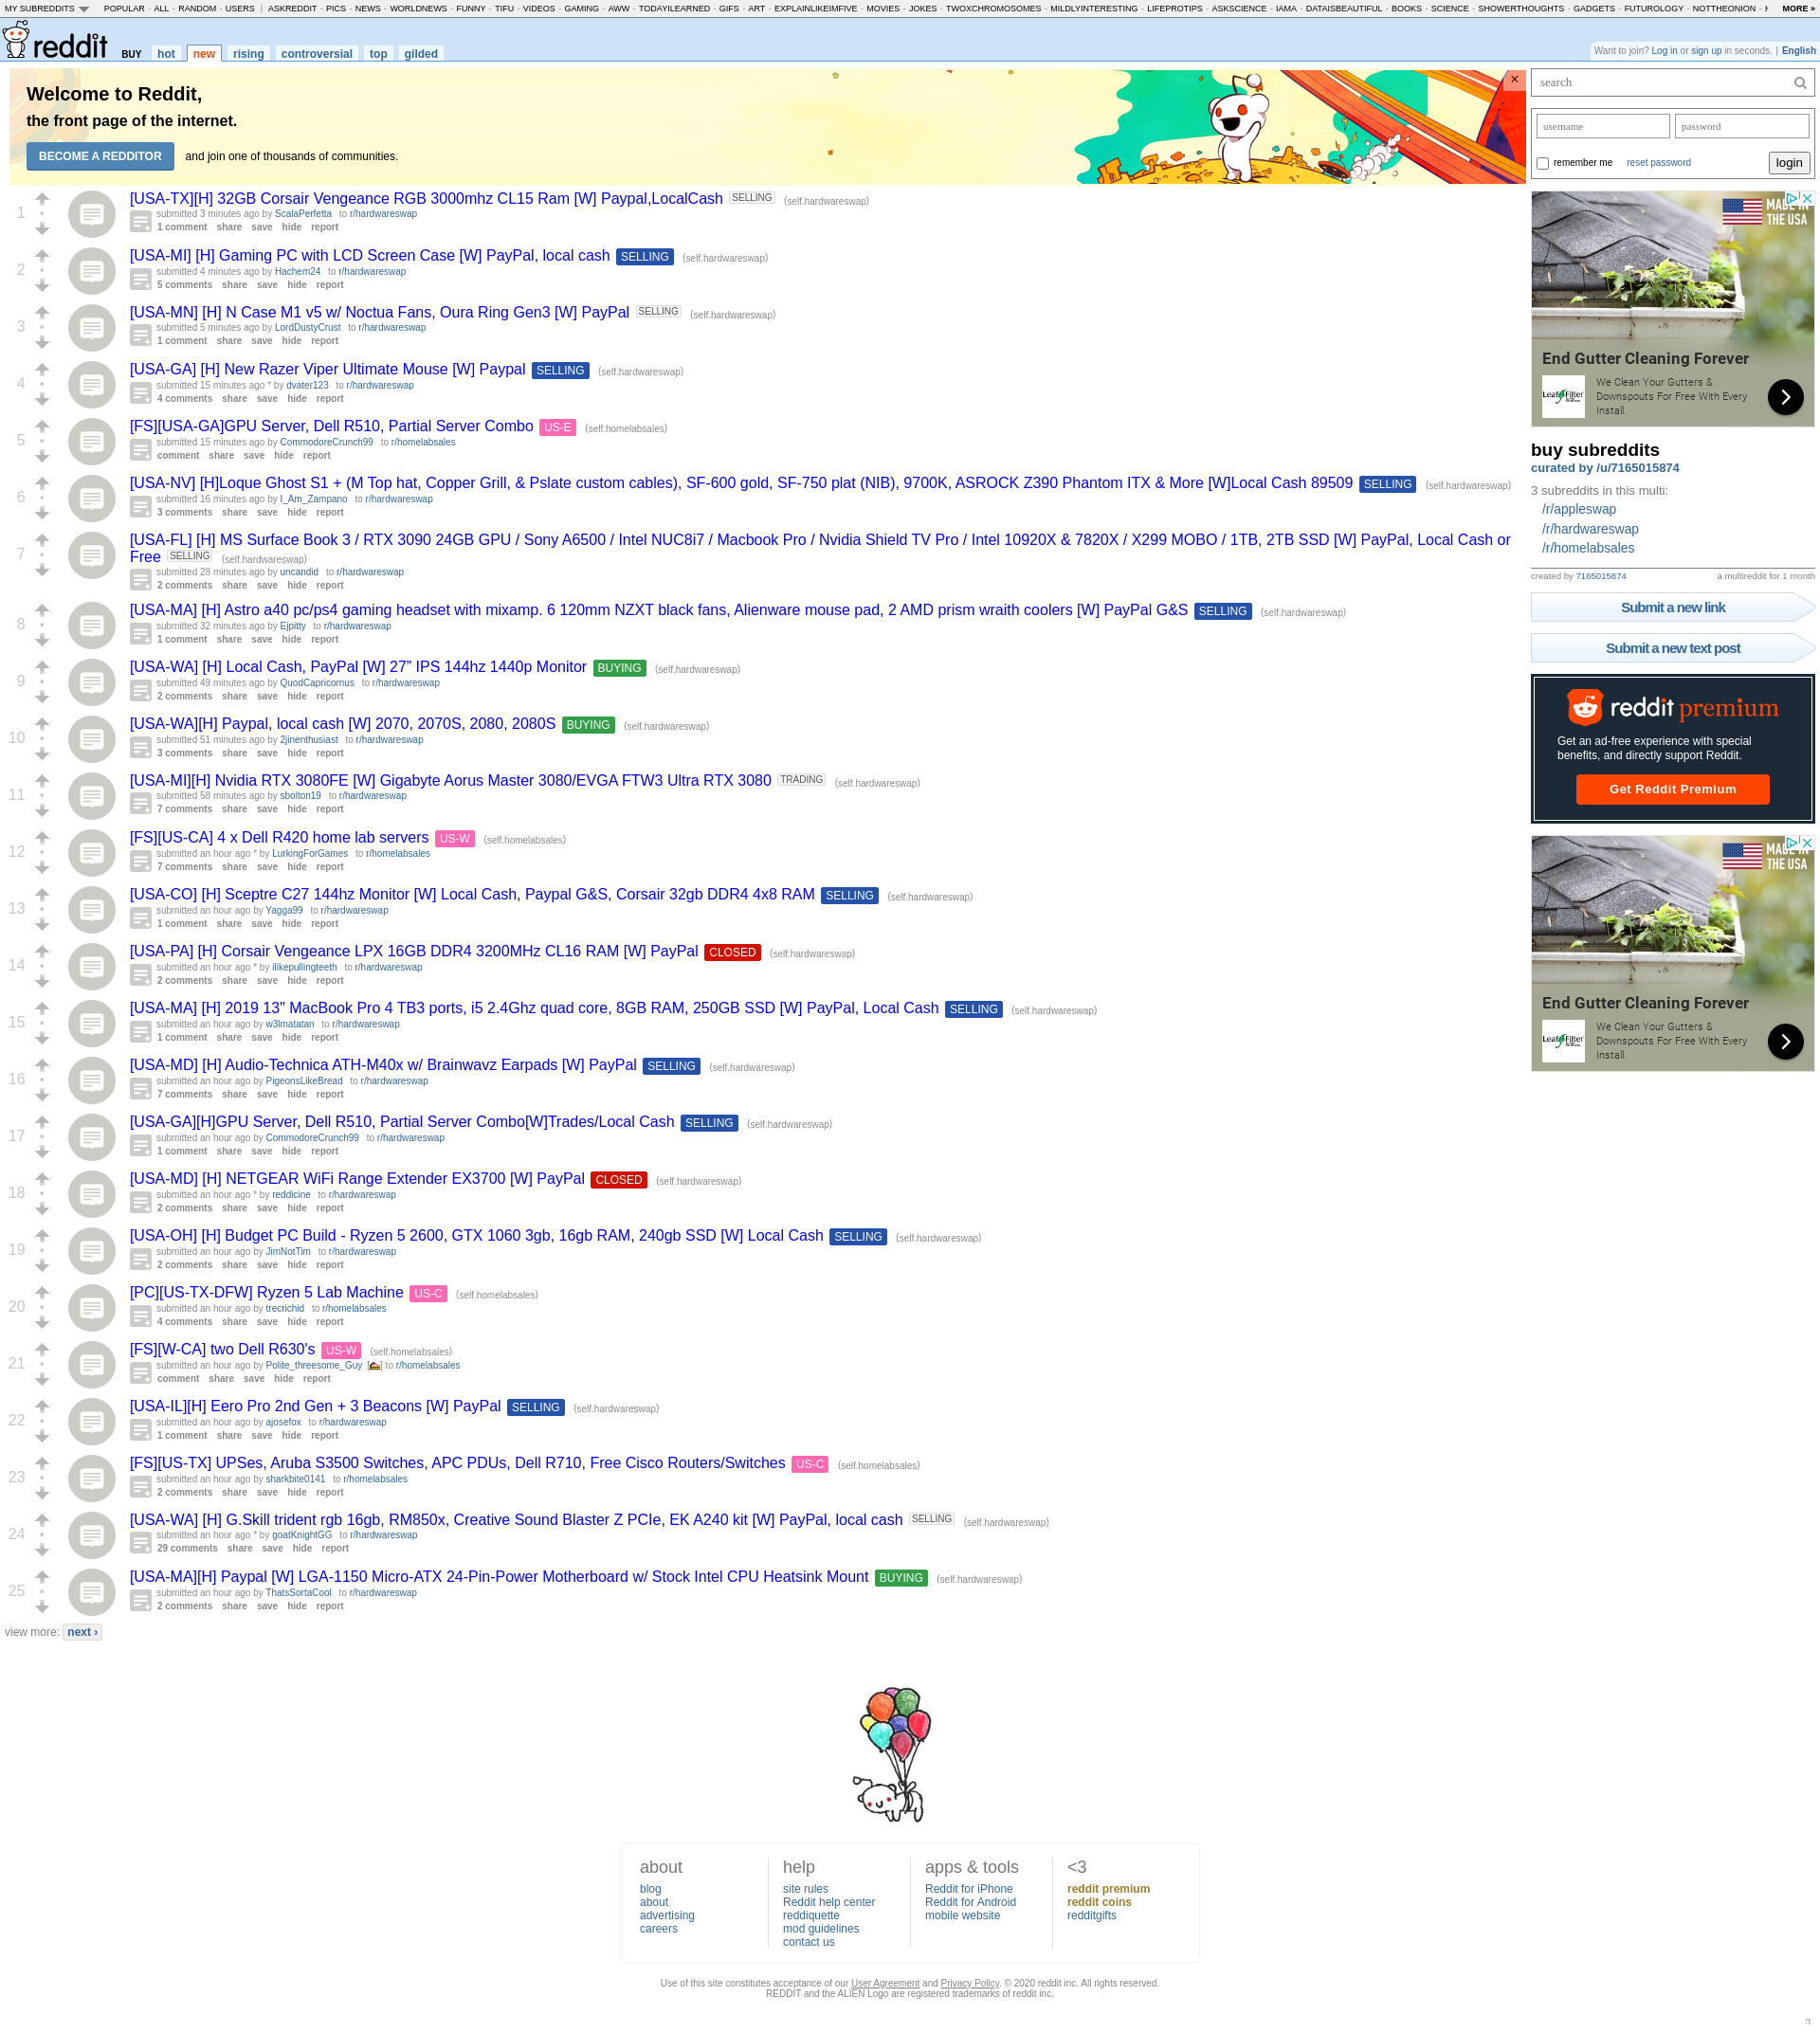 MY SUBREDDITS POPULAR - ALL - RANDOM - USERS | ASKREDDIT - PICS - NEWS - WORLDNEWS - FUNNY - TIFU - VIDEOS - GAMING - AWW - TODAYILEARNED - GIFS - ART - EXPLAINLIKEIMFIVE - MOVIES - JOKES - TWOXCHROMOSOMES - MILDLYINTERESTING - LIFEPROTIPS - ASKSCIENCE - IAMA - DATAISBEAUTIFUL - BOOKS - SCIENCE - SHOWERTHOUGHTS - GADGETS - FUTUROLOGY - NOTTHEONION - MORE »
reddit BUY hot new rising controversial top gilded
Want to join? Log in or sign up in seconds. | English
Welcome to Reddit,
the front page of the internet.
BECOME A REDDITOR and join one of thousands of communities.
1
[USA-TX][H] 32GB Corsair Vengeance RGB 3000mhz CL15 Ram [W] Paypal,LocalCash SELLING (self.hardwareswap)
submitted 3 minutes ago by ScalaPerfetta to r/hardwareswap
1 comment share save hide report
2
[USA-MI] [H] Gaming PC with LCD Screen Case [W] PayPal, local cash SELLING (self.hardwareswap)
submitted 4 minutes ago by Hachem24 to r/hardwareswap
5 comments share save hide report
3
[USA-MN] [H] N Case M1 v5 w/ Noctua Fans, Oura Ring Gen3 [W] PayPal SELLING (self.hardwareswap)
submitted 5 minutes ago by LordDustyCrust to r/hardwareswap
1 comment share save hide report
4
[USA-GA] [H] New Razer Viper Ultimate Mouse [W] Paypal SELLING (self.hardwareswap)
submitted 15 minutes ago * by dvater123 to r/hardwareswap
4 comments share save hide report
5
[FS][USA-GA]GPU Server, Dell R510, Partial Server Combo US-E (self.homelabsales)
submitted 15 minutes ago by CommodoreCrunch99 to r/homelabsales
comment share save hide report
6
[USA-NV] [H]Loque Ghost S1 + (M Top hat, Copper Grill, & Pslate custom cables), SF-600 gold, SF-750 plat (NIB), 9700K, ASROCK Z390 Phantom ITX & More [W]Local Cash 89509 SELLING (self.hardwareswap)
submitted 16 minutes ago by I_Am_Zampano to r/hardwareswap
3 comments share save hide report
7
[USA-FL] [H] MS Surface Book 3 / RTX 3090 24GB GPU / Sony A6500 / Intel NUC8i7 / Macbook Pro / Nvidia Shield TV Pro / Intel 10920X & 7820X / X299 MOBO / 1TB, 2TB SSD [W] PayPal, Local Cash or
Free SELLING (self.hardwareswap)
submitted 28 minutes ago by uncandid to r/hardwareswap
2 comments share save hide report
8
[USA-MA] [H] Astro a40 pc/ps4 gaming headset with mixamp. 6 120mm NZXT black fans, Alienware mouse pad, 2 AMD prism wraith coolers [W] PayPal G&S SELLING (self.hardwareswap)
submitted 32 minutes ago by Ejpitty to r/hardwareswap
1 comment share save hide report
9
[USA-WA] [H] Local Cash, PayPal [W] 27” IPS 144hz 1440p Monitor BUYING (self.hardwareswap)
submitted 49 minutes ago by QuodCapricornus to r/hardwareswap
2 comments share save hide report
10
[USA-WA][H] Paypal, local cash [W] 2070, 2070S, 2080, 2080S BUYING (self.hardwareswap)
submitted 51 minutes ago by 2jinenthusiast to r/hardwareswap
3 comments share save hide report
11
[USA-MI][H] Nvidia RTX 3080FE [W] Gigabyte Aorus Master 3080/EVGA FTW3 Ultra RTX 3080 TRADING (self.hardwareswap)
submitted 58 minutes ago by sbolton19 to r/hardwareswap
7 comments share save hide report
12
[FS][US-CA] 4 x Dell R420 home lab servers US-W (self.homelabsales)
submitted an hour ago * by LurkingForGames to r/homelabsales
7 comments share save hide report
13
[USA-CO] [H] Sceptre C27 144hz Monitor [W] Local Cash, Paypal G&S, Corsair 32gb DDR4 4x8 RAM SELLING (self.hardwareswap)
submitted an hour ago by Yagga99 to r/hardwareswap
1 comment share save hide report
14
[USA-PA] [H] Corsair Vengeance LPX 16GB DDR4 3200MHz CL16 RAM [W] PayPal CLOSED (self.hardwareswap)
submitted an hour ago * by ilikepullingteeth to r/hardwareswap
2 comments share save hide report
15
[USA-MA] [H] 2019 13" MacBook Pro 4 TB3 ports, i5 2.4Ghz quad core, 8GB RAM, 250GB SSD [W] PayPal, Local Cash SELLING (self.hardwareswap)
submitted an hour ago by w3lmatatan to r/hardwareswap
1 comment share save hide report
16
[USA-MD] [H] Audio-Technica ATH-M40x w/ Brainwavz Earpads [W] PayPal SELLING (self.hardwareswap)
submitted an hour ago by PigeonsLikeBread to r/hardwareswap
7 comments share save hide report
17
[USA-GA][H]GPU Server, Dell R510, Partial Server Combo[W]Trades/Local Cash SELLING (self.hardwareswap)
submitted an hour ago by CommodoreCrunch99 to r/hardwareswap
1 comment share save hide report
18
[USA-MD] [H] NETGEAR WiFi Range Extender EX3700 [W] PayPal CLOSED (self.hardwareswap)
submitted an hour ago * by reddicine to r/hardwareswap
2 comments share save hide report
19
[USA-OH] [H] Budget PC Build - Ryzen 5 2600, GTX 1060 3gb, 16gb RAM, 240gb SSD [W] Local Cash SELLING (self.hardwareswap)
submitted an hour ago by JimNotTim to r/hardwareswap
2 comments share save hide report
20
[PC][US-TX-DFW] Ryzen 5 Lab Machine US-C (self.homelabsales)
submitted an hour ago by trecrichid to r/homelabsales
4 comments share save hide report
21
[FS][W-CA] two Dell R630's US-W (self.homelabsales)
submitted an hour ago by Polite_threesome_Guy [] to r/homelabsales
comment share save hide report
22
[USA-IL][H] Eero Pro 2nd Gen + 3 Beacons [W] PayPal SELLING (self.hardwareswap)
submitted an hour ago by ajosefox to r/hardwareswap
1 comment share save hide report
23
[FS][US-TX] UPSes, Aruba S3500 Switches, APC PDUs, Dell R710, Free Cisco Routers/Switches US-C (self.homelabsales)
submitted an hour ago by sharkbite0141 to r/homelabsales
2 comments share save hide report
24
[USA-WA] [H] G.Skill trident rgb 16gb, RM850x, Creative Sound Blaster Z PCIe, EK A240 kit [W] PayPal, local cash SELLING (self.hardwareswap)
submitted an hour ago * by goatKnightGG to r/hardwareswap
29 comments share save hide report
25
[USA-MA][H] Paypal [W] LGA-1150 Micro-ATX 24-Pin-Power Motherboard w/ Stock Intel CPU Heatsink Mount BUYING (self.hardwareswap)
submitted an hour ago by ThatsSortaCool to r/hardwareswap
2 comments share save hide report
view more: next ›
search
username password
remember me reset password login
MADE IN
THE USA
End Gutter Cleaning Forever
LeafFilter
We Clean Your Gutters &
Downspouts For Free With Every
Install.
buy subreddits
curated by /u/7165015874
3 subreddits in this multi:
/r/appleswap
/r/hardwareswap
/r/homelabsales
created by 7165015874 a multireddit for 1 month
Submit a new link
Submit a new text post
reddit premium
Get an ad-free experience with special
benefits, and directly support Reddit.
Get Reddit Premium
MADE IN
THE USA
End Gutter Cleaning Forever
LeafFilter
We Clean Your Gutters &
Downspouts For Free With Every
Install.
about
blog
about
advertising
careers
help
site rules
Reddit help center
reddiquette
mod guidelines
contact us
apps & tools
Reddit for iPhone
Reddit for Android
mobile website
<3
reddit premium
reddit coins
redditgifts
Use of this site constitutes acceptance of our User Agreement and Privacy Policy. © 2020 reddit inc. All rights reserved.
REDDIT and the ALIEN Logo are registered trademarks of reddit inc.
π